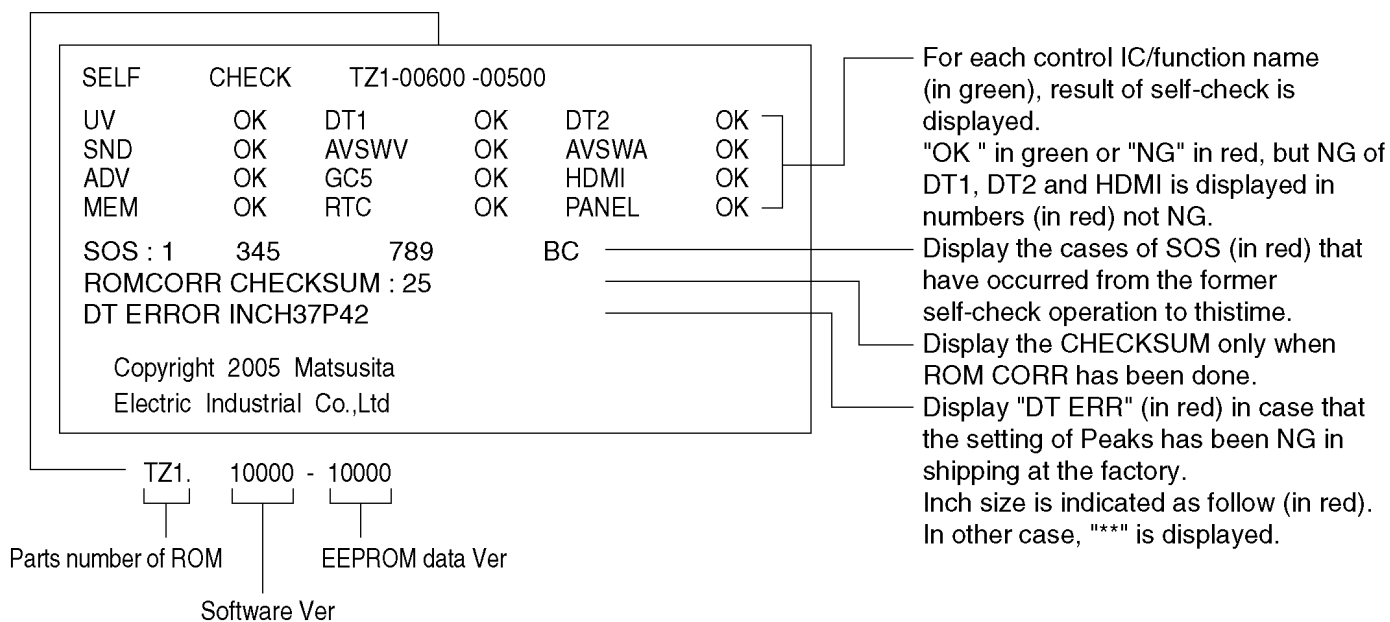 SELF CHECK TZ1-00600 -00500
UV OK DT1 OK DT2 OK
SND OK AVSWV OK AVSWA OK
ADV OK GC5 OK HDMI OK
MEM OK RTC OK PANEL OK
SOS : 1 345 789 BC
ROMCORR CHECKSUM : 25
DT ERROR INCH37P42
Copyright 2005 Matsusita
Electric Industrial Co.,Ltd
For each control IC/function name
(in green), result of self-check is
displayed.
"OK " in green or "NG" in red, but NG of
DT1, DT2 and HDMI is displayed in
numbers (in red) not NG.
Display the cases of SOS (in red) that
have occurred from the former
self-check operation to thistime.
Display the CHECKSUM only when
ROM CORR has been done.
Display "DT ERR" (in red) in case that
the setting of Peaks has been NG in
shipping at the factory.
Inch size is indicated as follow (in red).
In other case, "**" is displayed.
TZ1. 10000 - 10000
Parts number of ROM EEPROM data Ver
Software Ver